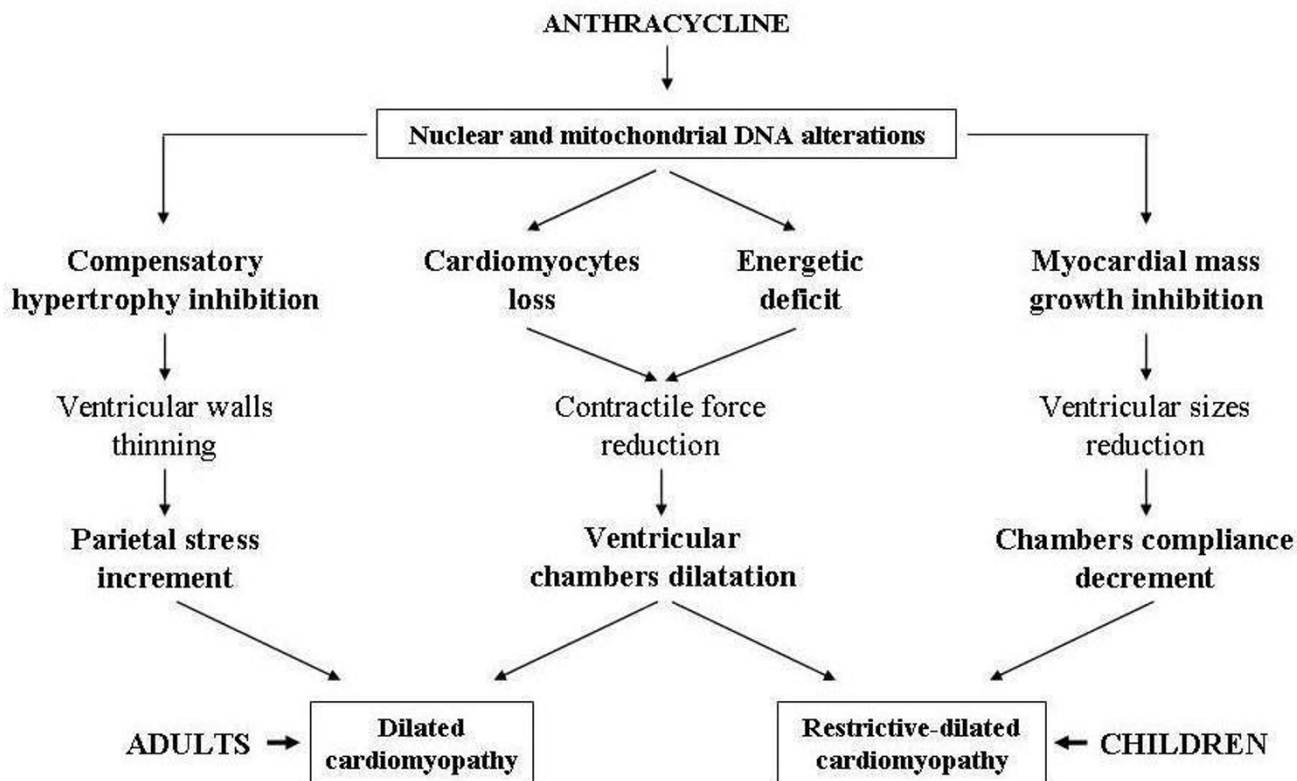 ANTHRACYCLINE
Nuclear and mitochondrial DNA alterations
Compensatory
hypertrophy inhibition
Cardiomyocytes
loss
Energetic
deficit
Myocardial mass
growth inhibition
Ventricular walls
thinning
Contractile force
reduction
Ventricular sizes
reduction
Parietal stress
increment
Ventricular
chambers dilatation
Chambers compliance
decrement
ADULTS
Dilated
cardiomyopathy
Restrictive-dilated
cardiomyopathy
CHILDREN